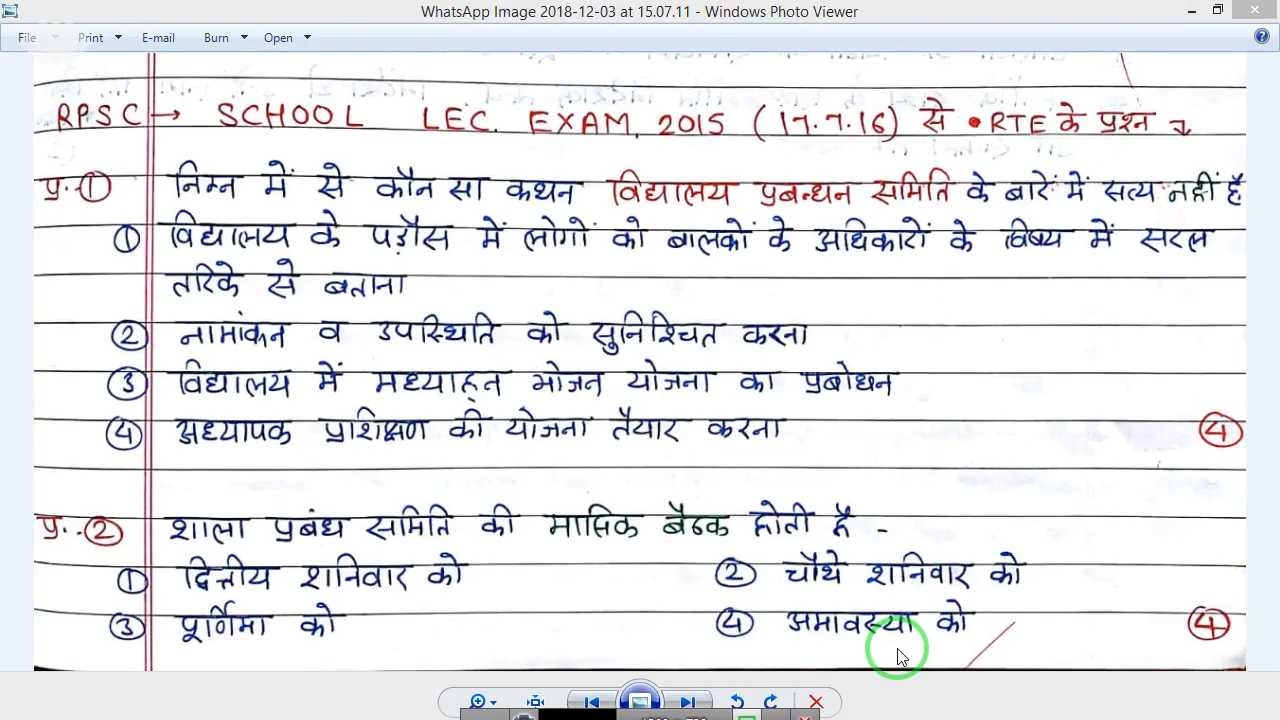 WhatsApp Image 2018-12-03 at 15.07.11 - Windows Photo Viewer
File Print E-mail Burn Open
RPSC → SCHOOL LEC. EXAM. 2015 (17.7.16) से • RTE के प्रश्न
प्र.-① निम्न में से कौन सा कथन विद्यालय प्रबन्धन समिति के बारें में सत्य नहीं है
① विद्यालय के पड़ौस में लोगों को बालकों के अधिकारों के विषय में सरल
तरिके से बताना
② नामांकन व उपस्थिति को सुनिश्चित करना
③ विद्यालय में मध्याह्न भोजन योजना का प्रबोधन
④ अध्यापक प्रशिक्षण की योजना तैयार करना ④
प्र.-② शाला प्रबंध समिति की मासिक बैठक होती है -
① द्वितीय शनिवार को ② चौथे शनिवार को
③ पूर्णिमा को ④ अमावस्या को ④